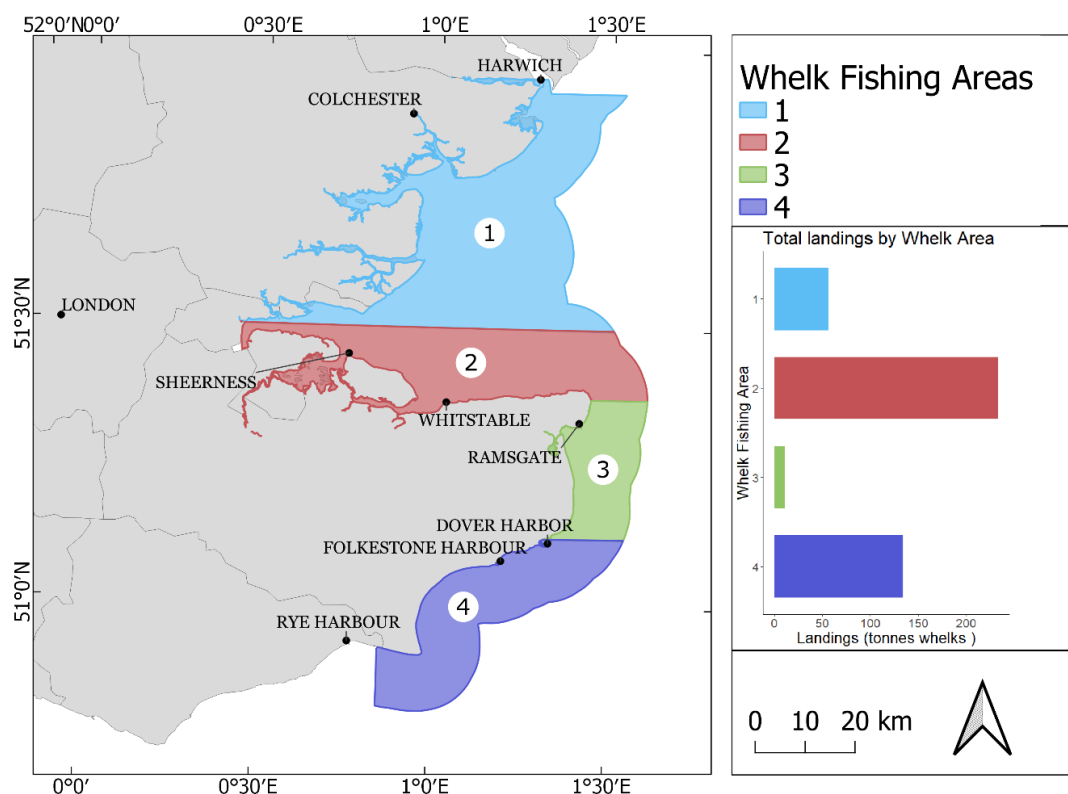 52°0′N0°0′
0°30′E
1°0′E
1°30′E
HARWICH
COLCHESTER
1
51°30′N
LONDON
2
SHEERNESS
WHITSTABLE
RAMSGATE
3
DOVER HARBOR
FOLKESTONE HARBOUR
51°0′N
4
RYE HARBOUR
0°0′
0°30′E
1°0′E
1°30′E
Whelk Fishing Areas
1
2
3
4
Total landings by Whelk Area
Whelk Fishing Area
1
2
3
4
0 50 100 150 200
Landings (tonnes whelks )
0 10 20 km